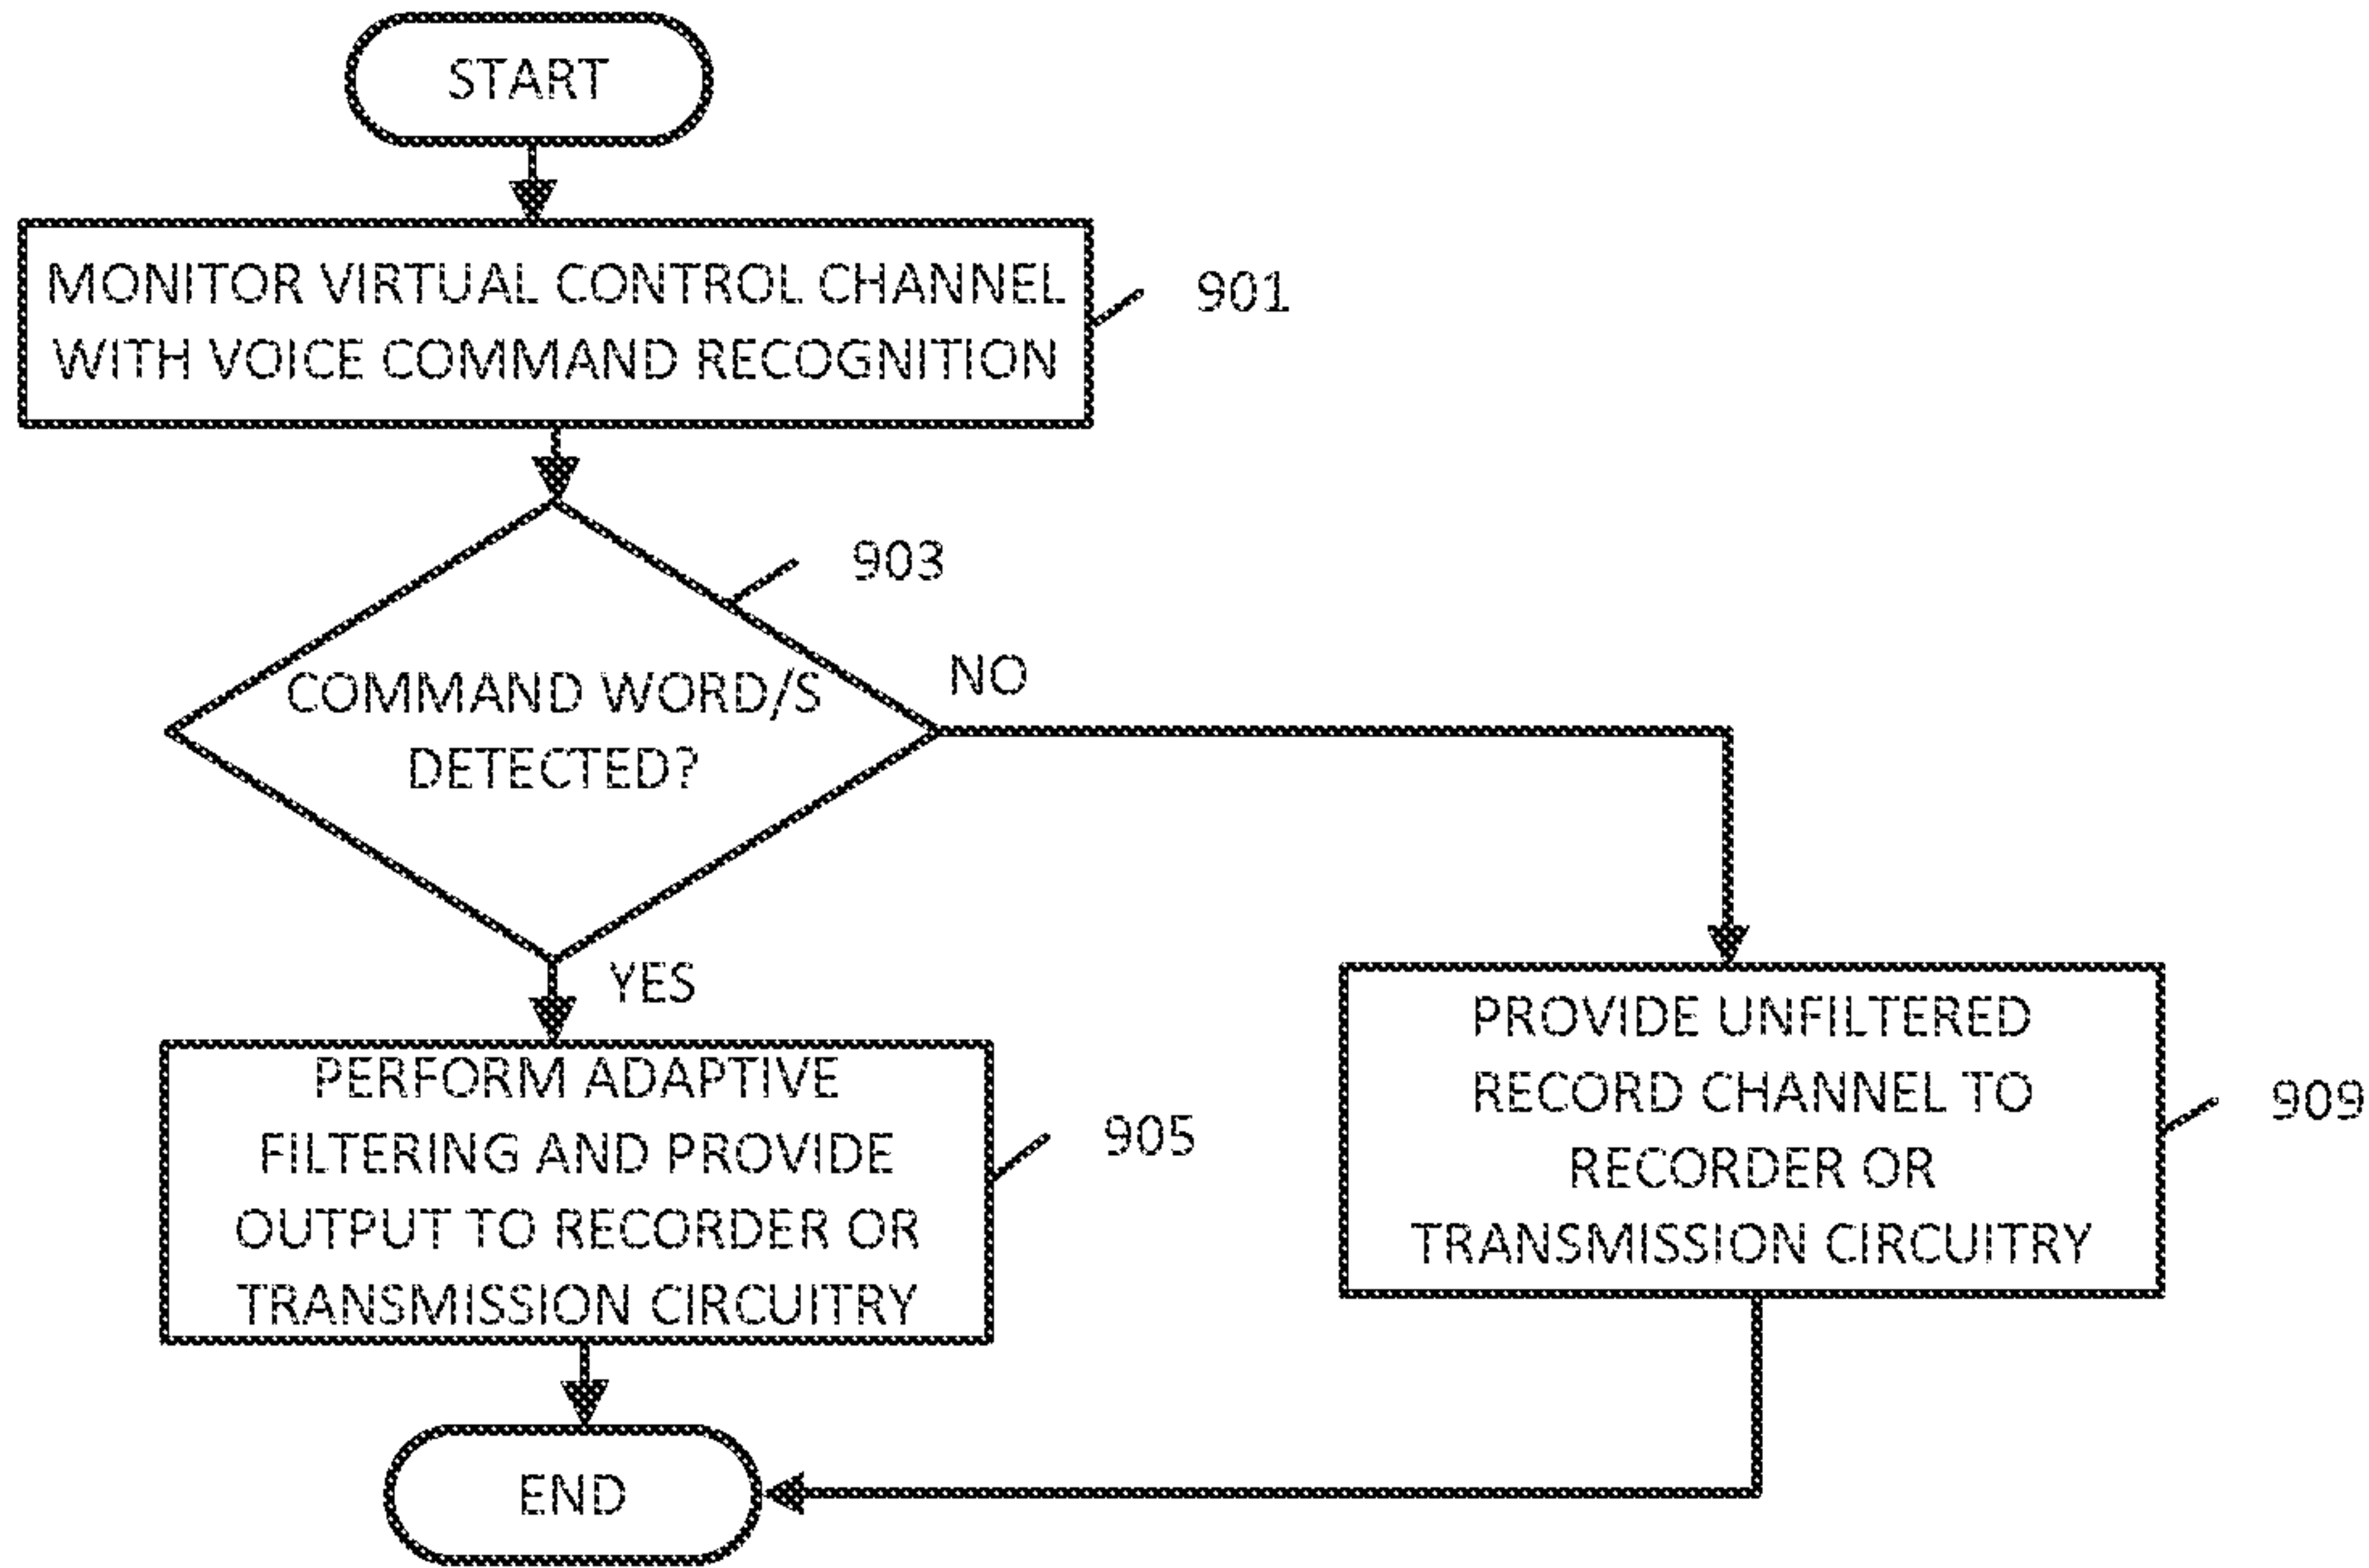 START
MONITOR VIRTUAL CONTROL CHANNEL
WITH VOICE COMMAND RECOGNITION
901
903
COMMAND WORD/S
DETECTED?
NO
YES
PERFORM ADAPTIVE
FILTERING AND PROVIDE
OUTPUT TO RECORDER OR
TRANSMISSION CIRCUITRY
905
PROVIDE UNFILTERED
RECORD CHANNEL TO
RECORDER OR
TRANSMISSION CIRCUITRY
909
END